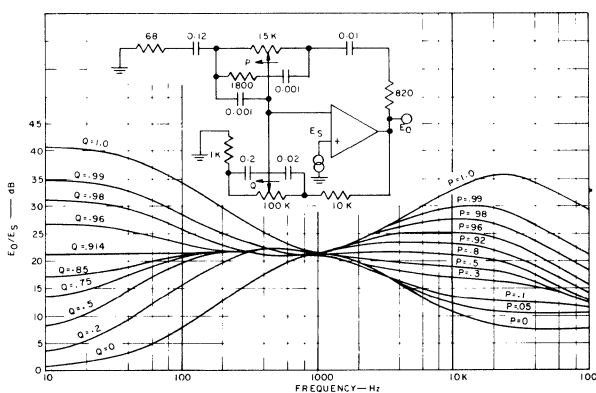 68
0.12
15K
0.01
P
1800
0.001
0.001
820
1K
0.2
0.02
E_S
+
E_O
Q
100K
10K
45
40
35
30
25
20
15
10
5
0
E_O/E_S — dB
Q=1.0
Q=.99
Q=.98
Q=.96
Q=.914
Q=.85
Q=.75
Q=.5
Q=.2
Q=0
P=1.0
P=.99
P=.98
P=.96
P=.92
P=.8
P=.5
P=.3
P=.1
P=.05
P=0
10
100
1000
10K
100
FREQUENCY—Hz